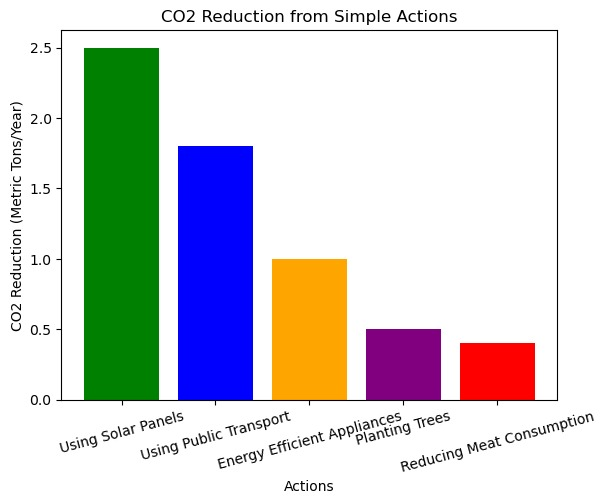 CO2 Reduction from Simple Actions
CO2 Reduction (Metric Tons/Year)
2.5
2.0
1.5
1.0
0.5
0.0
Using Solar Panels
Using Public Transport
Energy Efficient Appliances
Planting Trees
Reducing Meat Consumption
Actions